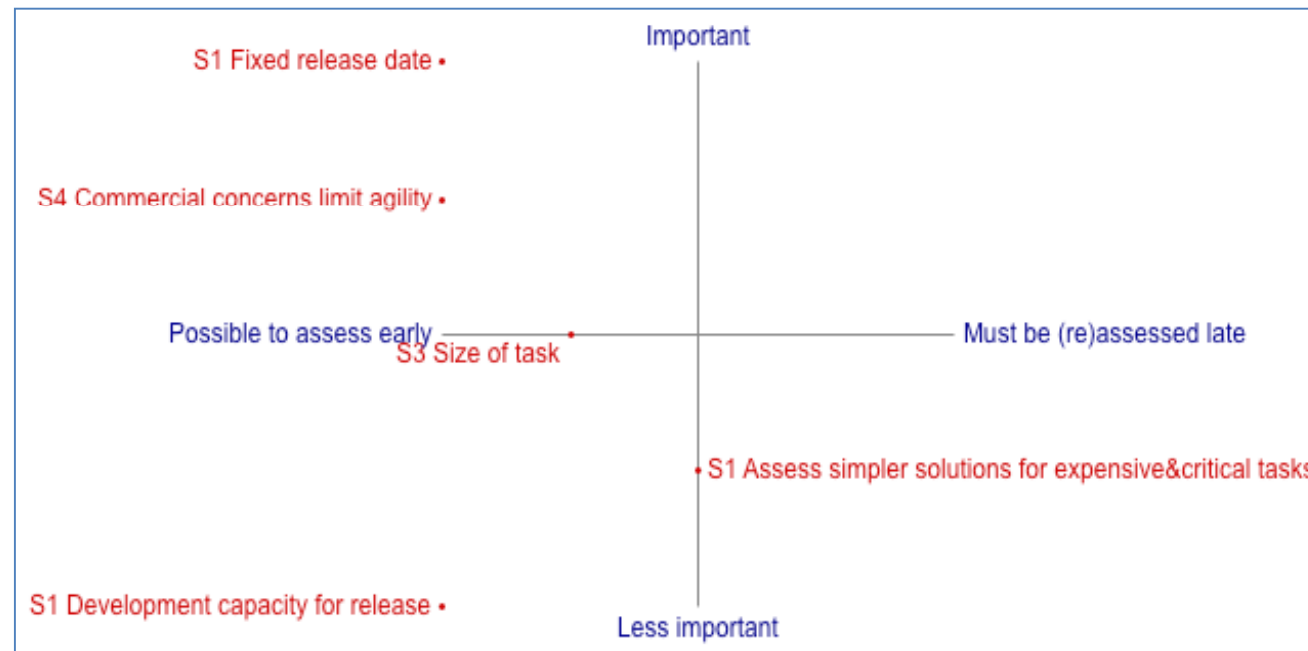 Important
S1 Fixed release date
S4 Commercial concerns limit agility
Possible to assess early
Must be (re)assessed late
S3 Size of task
S1 Assess simpler solutions for expensive&critical tasks
S1 Development capacity for release
Less important